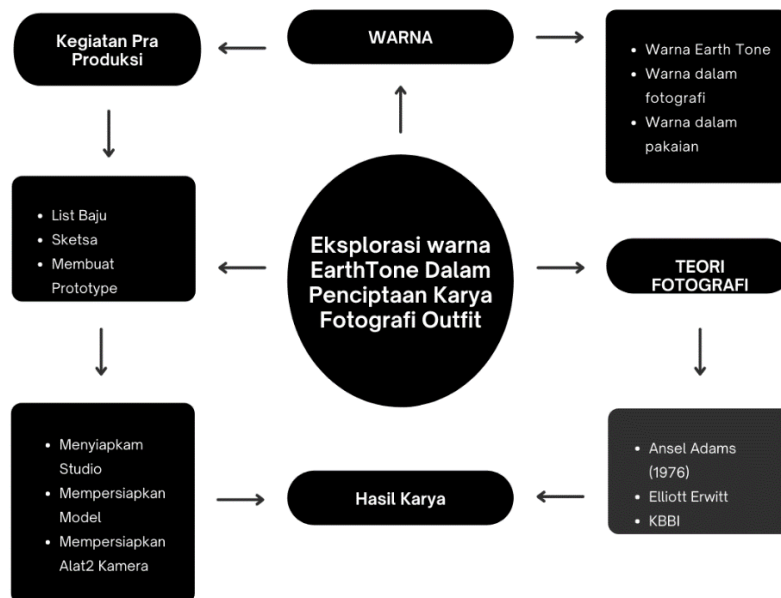 Kegiatan Pra
Produksi
WARNA
• Warna Earth Tone
• Warna dalam
fotografi
• Warna dalam
pakaian
• List Baju
• Sketsa
• Membuat
Prototype
Eksplorasi warna
EarthTone Dalam
Penciptaan Karya
Fotografi Outfit
TEORI
FOTOGRAFI
• Menyiapkam
Studio
• Mempersiapkan
Model
• Mempersiapkan
Alat2 Kamera
Hasil Karya
• Ansel Adams
(1976)
• Elliott Erwitt
• KBBI